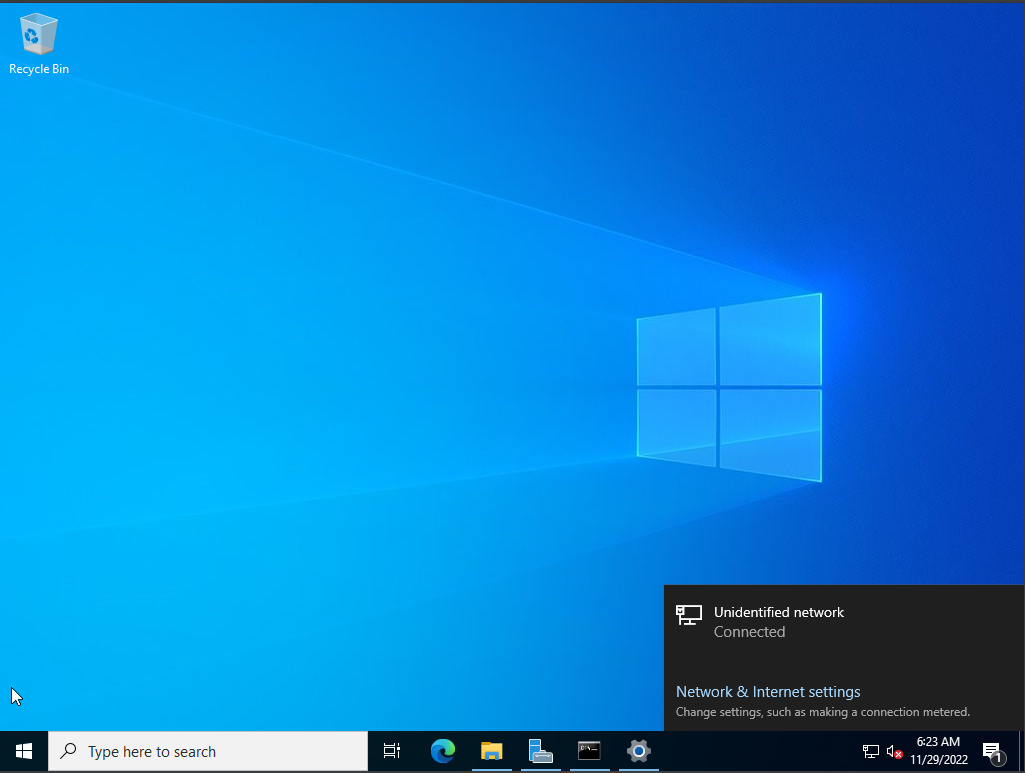 Recycle Bin
Unidentified network
Connected
Network & Internet settings
Change settings, such as making a connection metered.
Type here to search
6:23 AM
11/29/2022
1